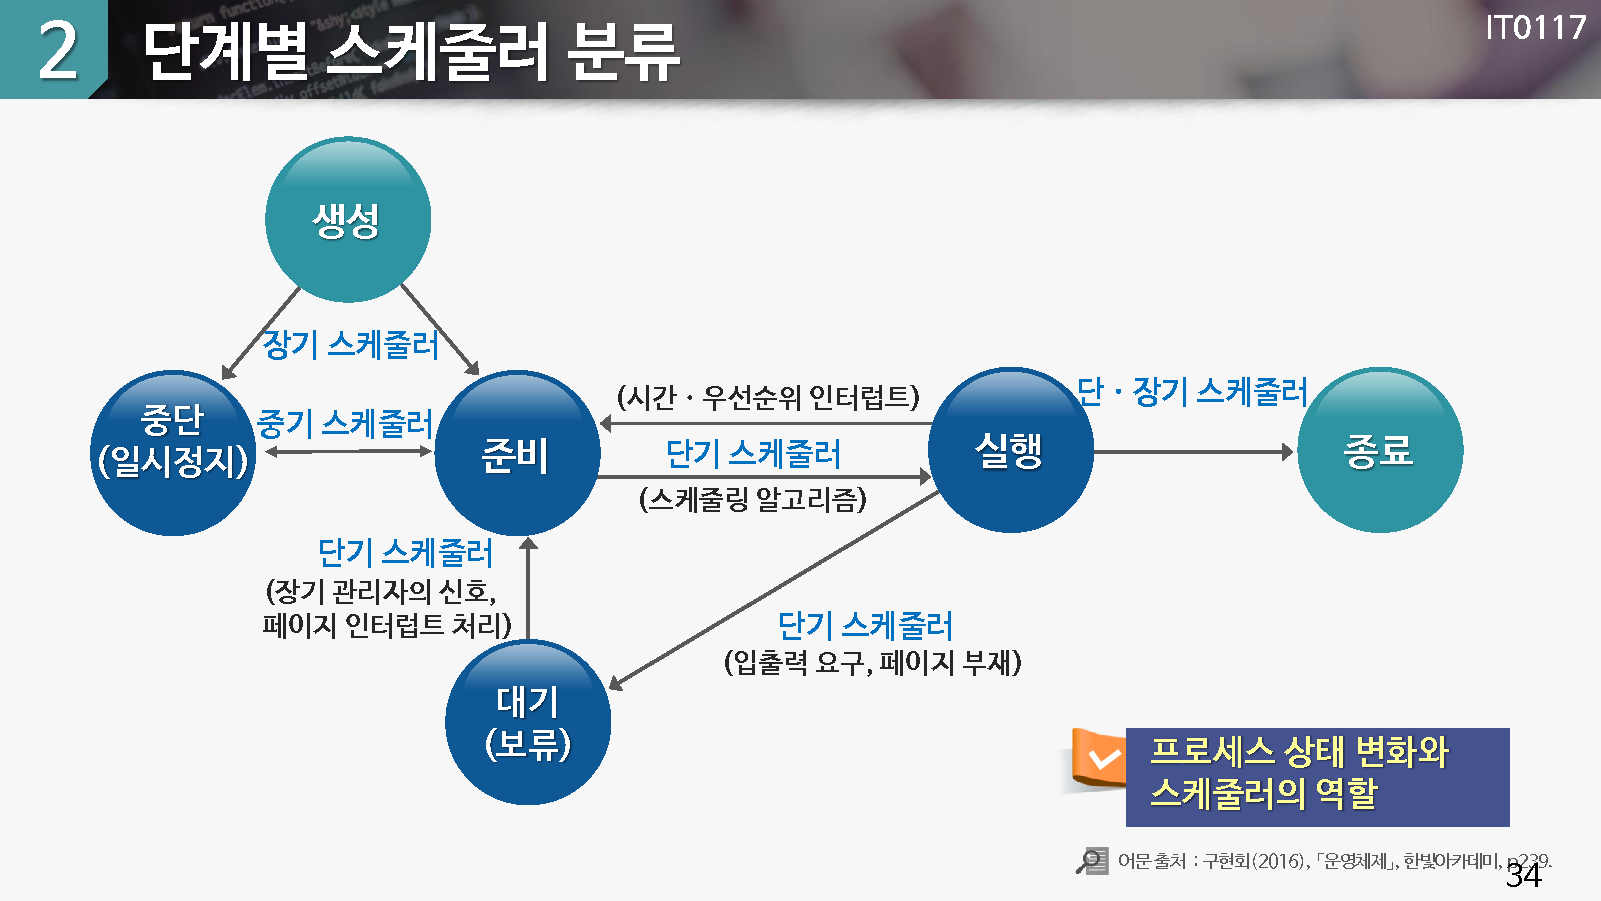 2 단계별 스케줄러 분류
IT0117
생성
장기 스케줄러
중단
(일시정지)
중기 스케줄러
준비
(시간 · 우선순위 인터럽트)
단기 스케줄러
(스케줄링 알고리즘)
실행
단 · 장기 스케줄러
종료
단기 스케줄러
(장기 관리자의 신호,
페이지 인터럽트 처리)
단기 스케줄러
(입출력 요구, 페이지 부재)
대기
(보류)
프로세스 상태 변화와
스케줄러의 역할
어문 출처 : 구현회(2016), 「운영체제」, 한빛아카데미, p239.
34